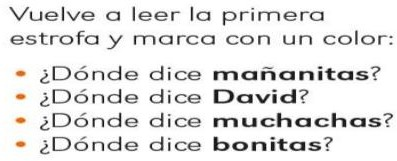 Vuelve a leer la primera
estrofa y marca con un color:
• ¿Dónde dice mañanitas?
• ¿Dónde dice David?
• ¿Dónde dice muchachas?
• ¿Dónde dice bonitas?